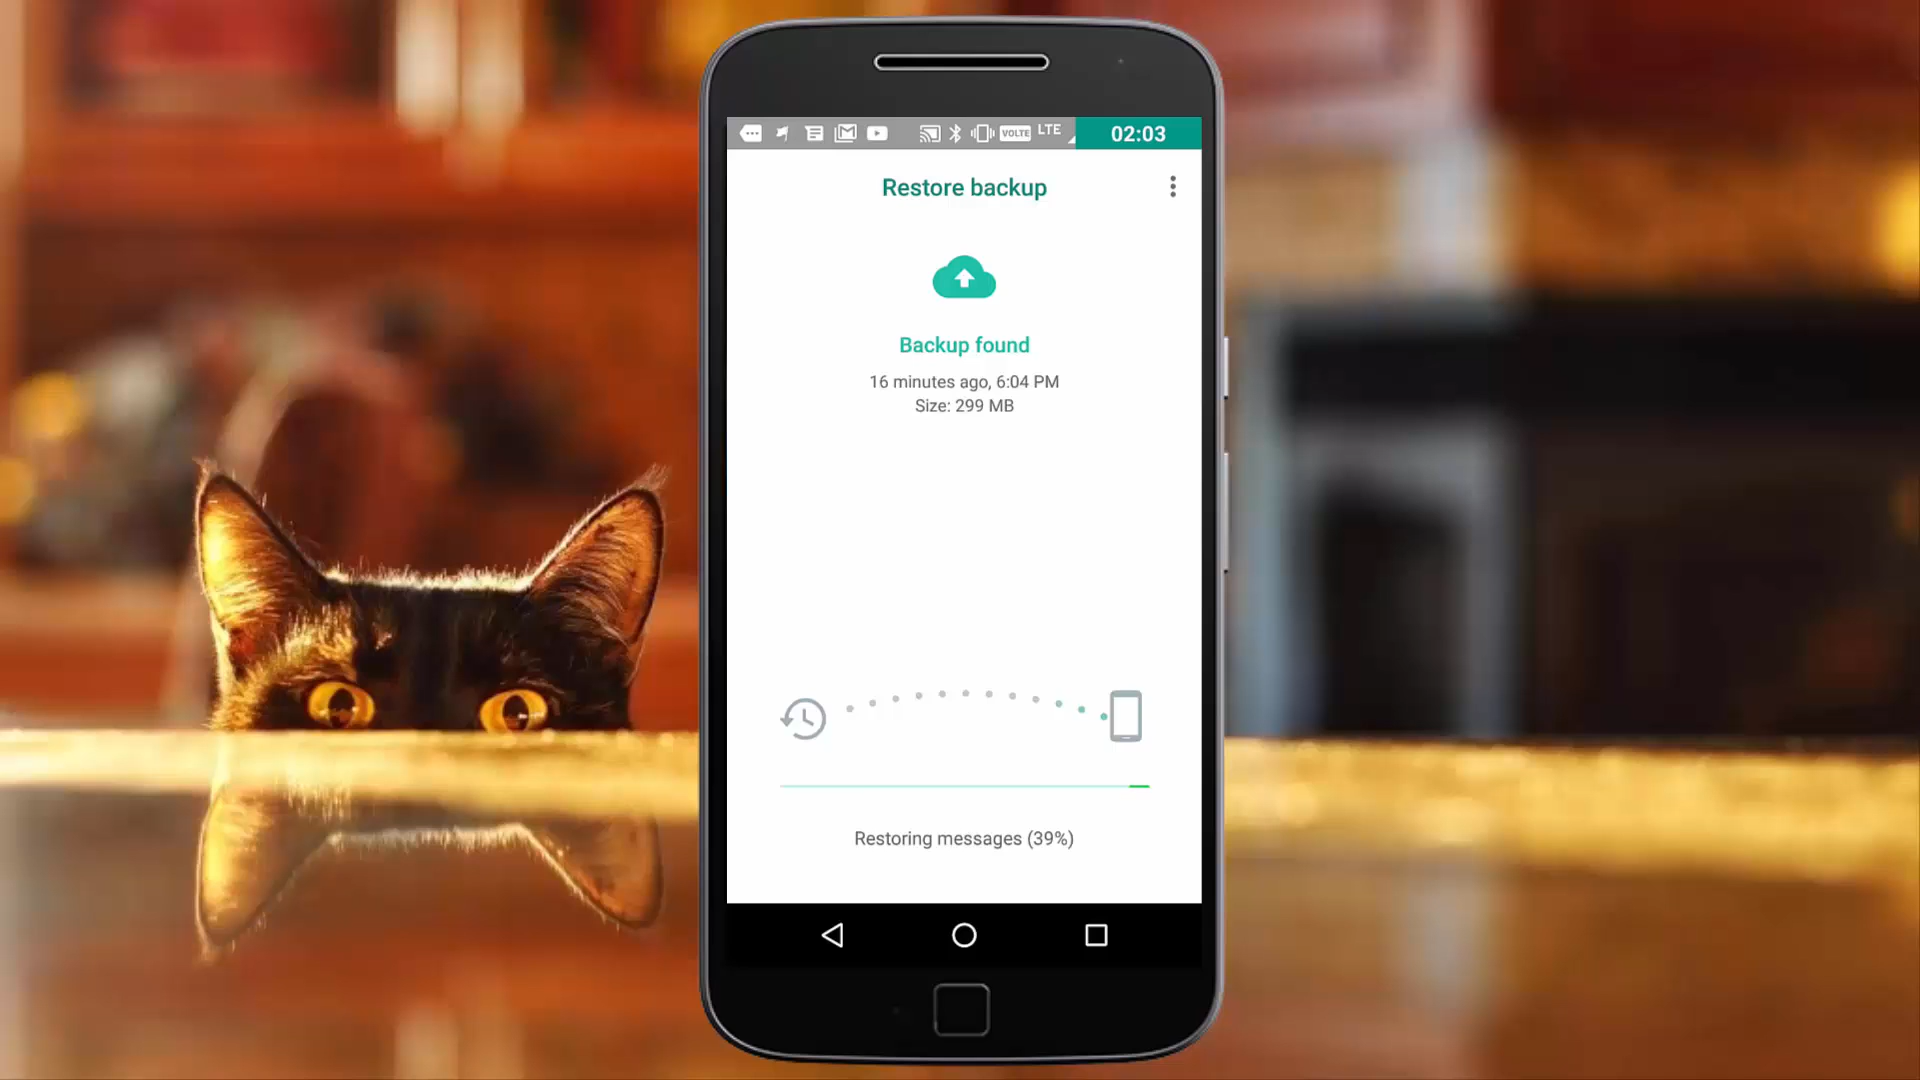 VOLTE LTE 02:03
Restore backup
Backup found
16 minutes ago, 6:04 PM
Size: 299 MB
Restoring messages (39%)